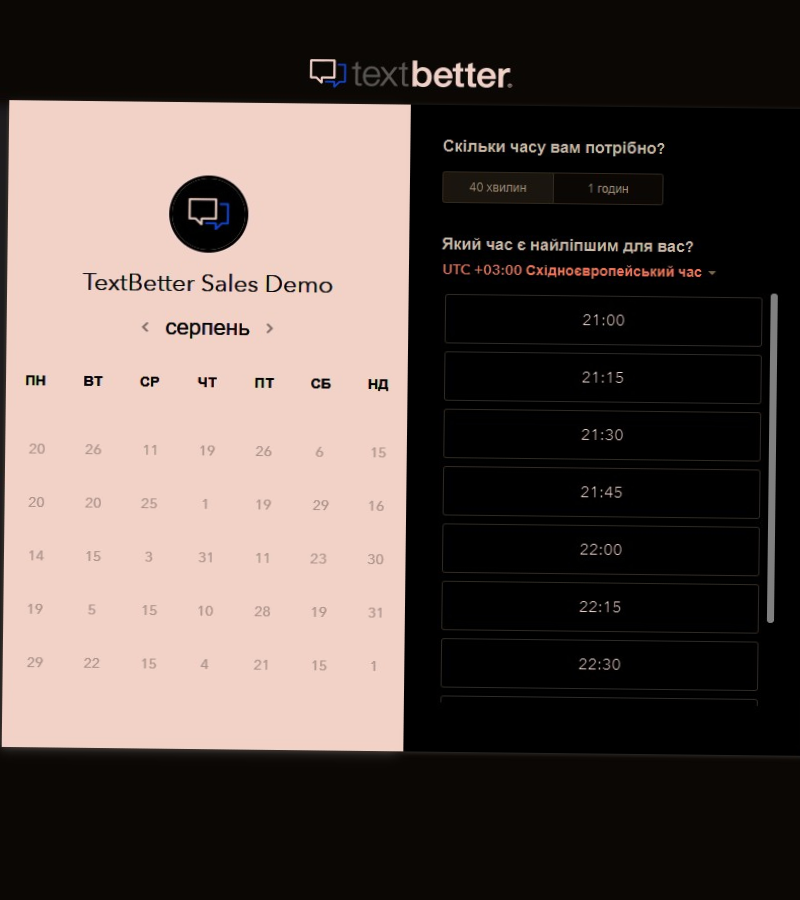 textbetter.
TextBetter Sales Demo
серпень
ПН ВТ СР ЧТ ПТ СБ НД
20 26 11 19 26 6 15
20 20 25 1 19 29 16
14 15 3 31 11 23 30
19 5 15 10 28 19 31
29 22 15 4 21 15 1
Скільки часу вам потрібно?
40 хвилин 1 годин
Який час є найліпшим для вас?
UTC +03:00 Східноєвропейський час
21:00
21:15
21:30
21:45
22:00
22:15
22:30